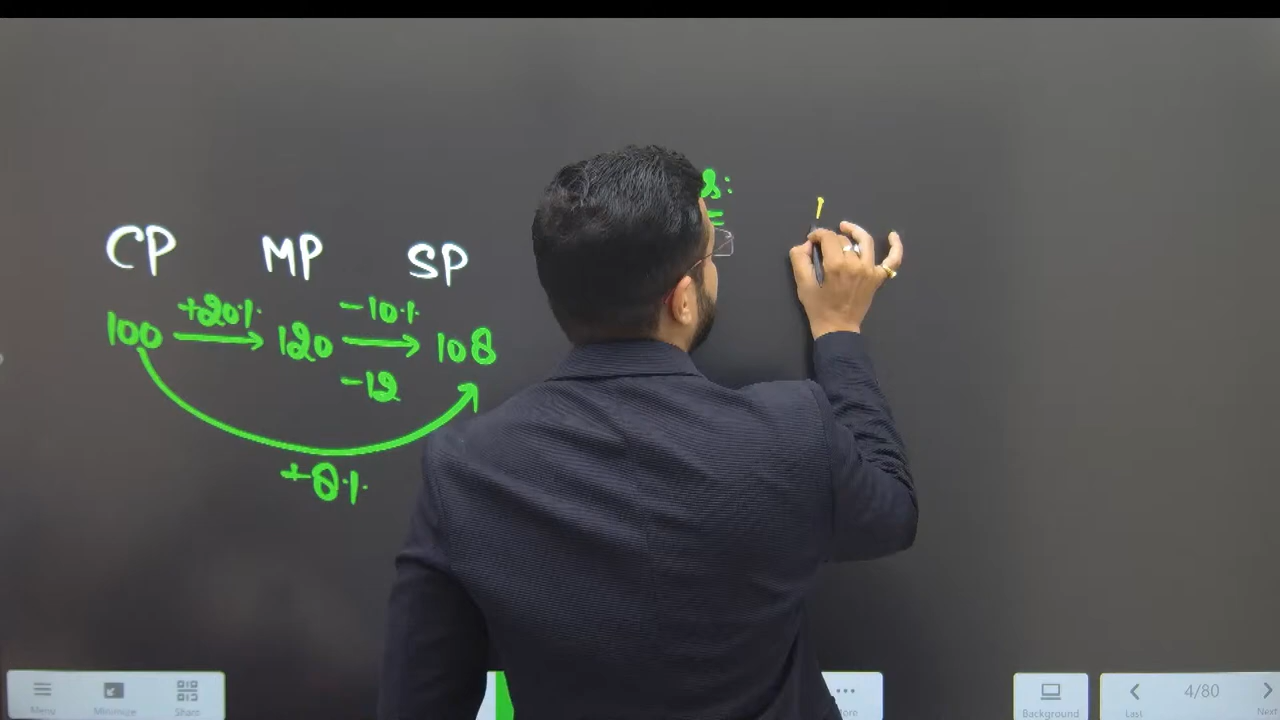 CP MP SP
100 +20% 120 -10% 108
-12
+8%
Menu Minimize Share
Background
4/80
Last Next